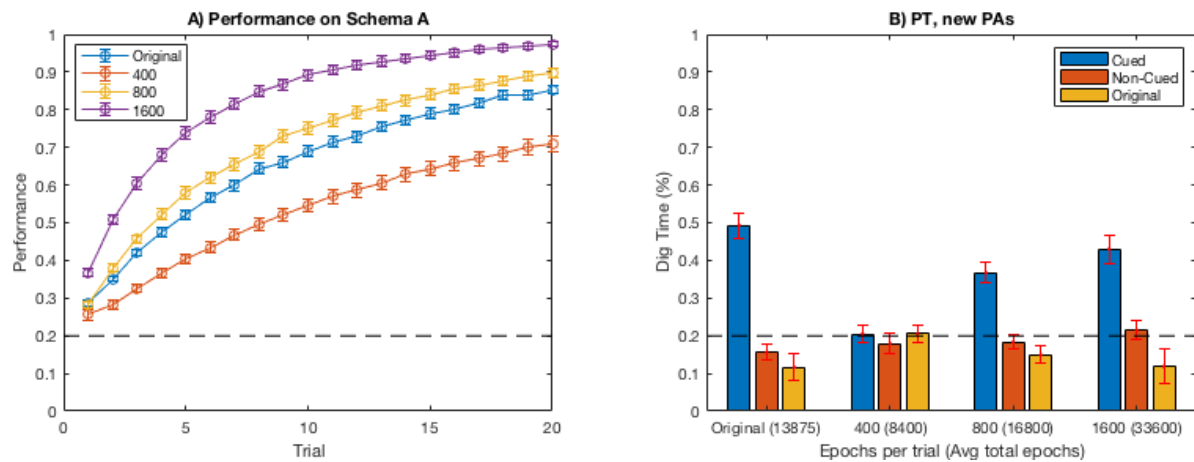 A) Performance on Schema A
Original
400
800
1600
1
0.9
0.8
0.7
0.6
0.5
0.4
0.3
0.2
0.1
0
Performance
0 5 10 15 20
Trial
B) PT, new PAs
Cued
Non-Cued
Original
1
0.9
0.8
0.7
0.6
0.5
0.4
0.3
0.2
0.1
0
Dig Time (%)
Original (13875) 400 (8400) 800 (16800) 1600 (33600)
Epochs per trial (Avg total epochs)